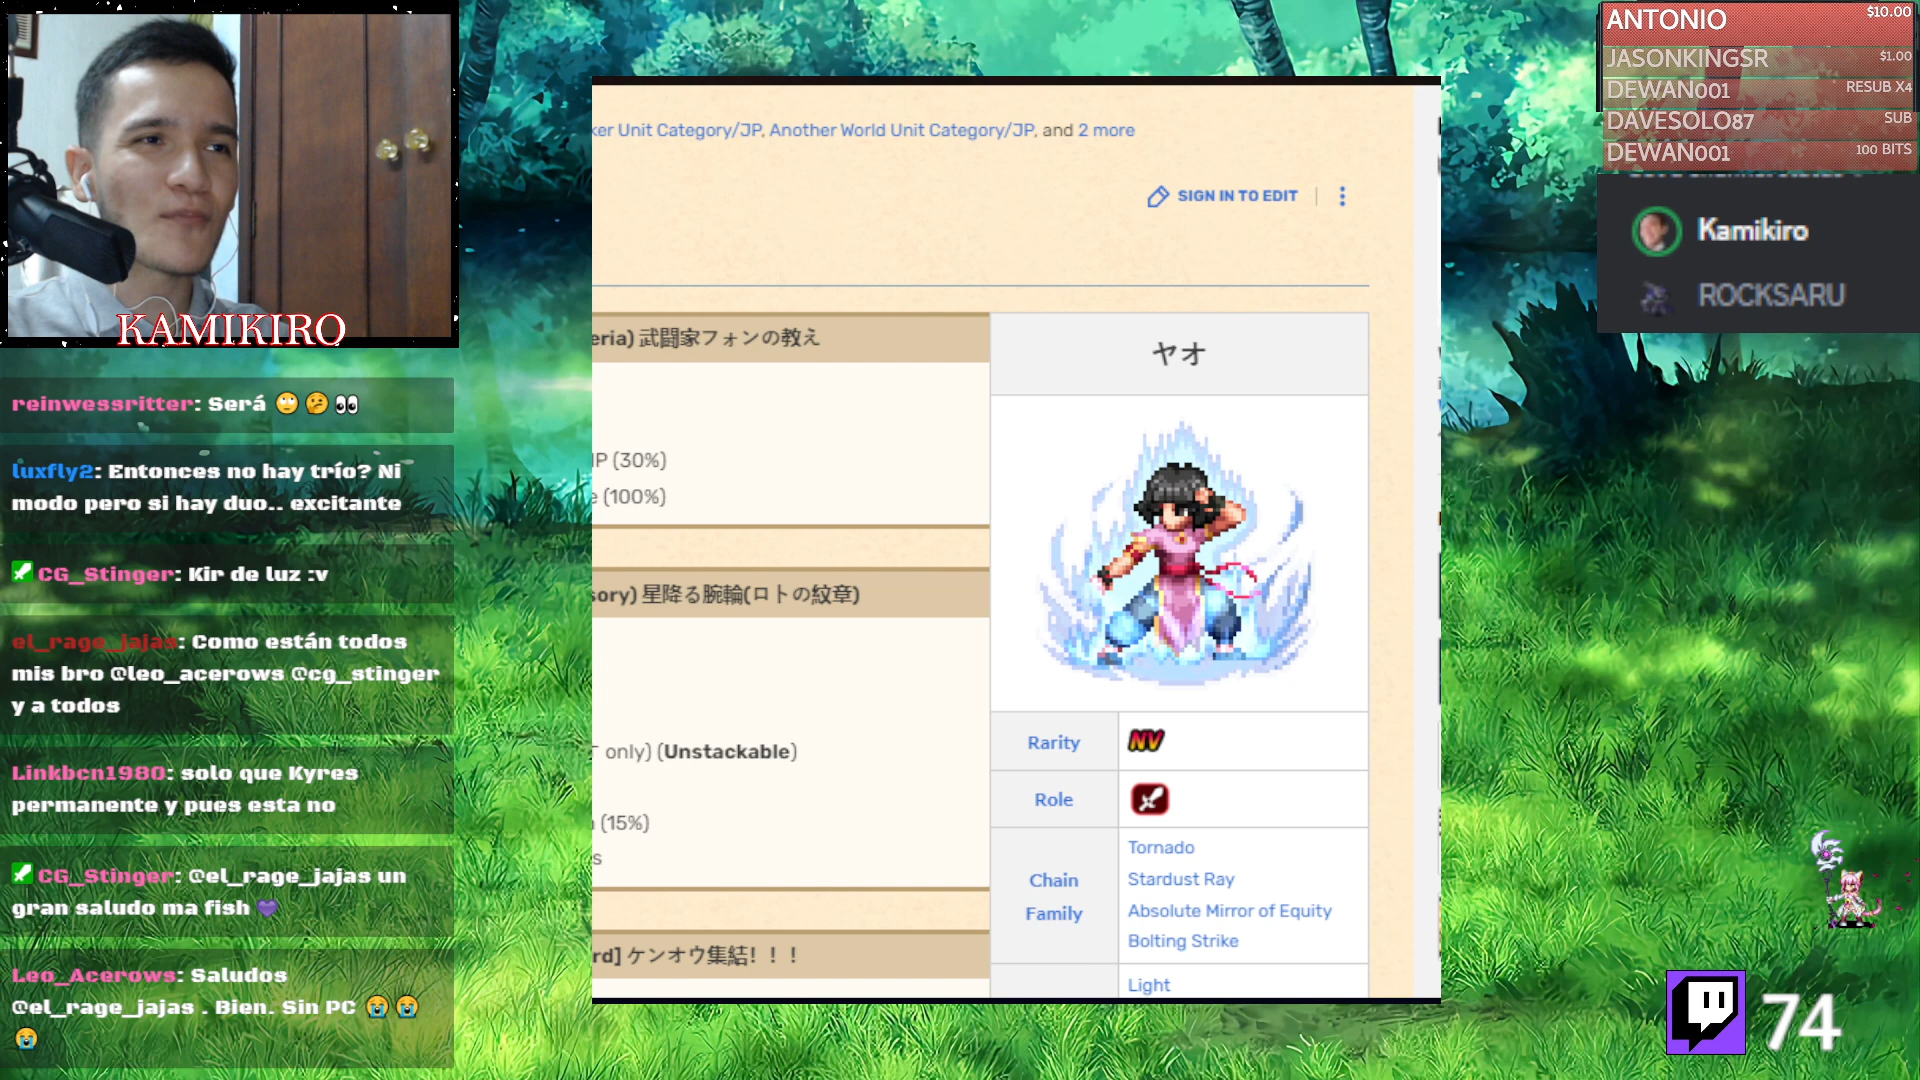 KAMIKIRO
reinwessritter: Será 🙄 🤔 👀
luxfly2: Entonces no hay trío? Ni
modo pero si hay duo.. excitante
CG_Stinger: Kir de luz :v
el_rage_jajas: Como están todos
mis bro @leo_acerows @cg_stinger
y a todos
Linkbcn1980: solo que Kyres
permanente y pues esta no
CG_Stinger: @el_rage_jajas un
gran saludo ma fish 💜
Leo_Acerows: Saludos
@el_rage_jajas . Bien. Sin PC 😭 😭
😭
Unit Category/JP, Another World Unit Category/JP, and 2 more
SIGN IN TO EDIT
武闘家フォンの教え
(30%)
(100%)
星降る腕輪(ロトの紋章)
only) (Unstackable)
(15%)
ケンオウ集結!!!
ヤオ
Rarity NV
Role
Chain
Family
Tornado
Stardust Ray
Absolute Mirror of Equity
Bolting Strike
Light
ANTONIO $10.00
JASONKINGSR $1.00
DEWAN001 RESUB X4
DAVESOLO87 SUB
DEWAN001 100 BITS
Kamikiro
ROCKSARU
74